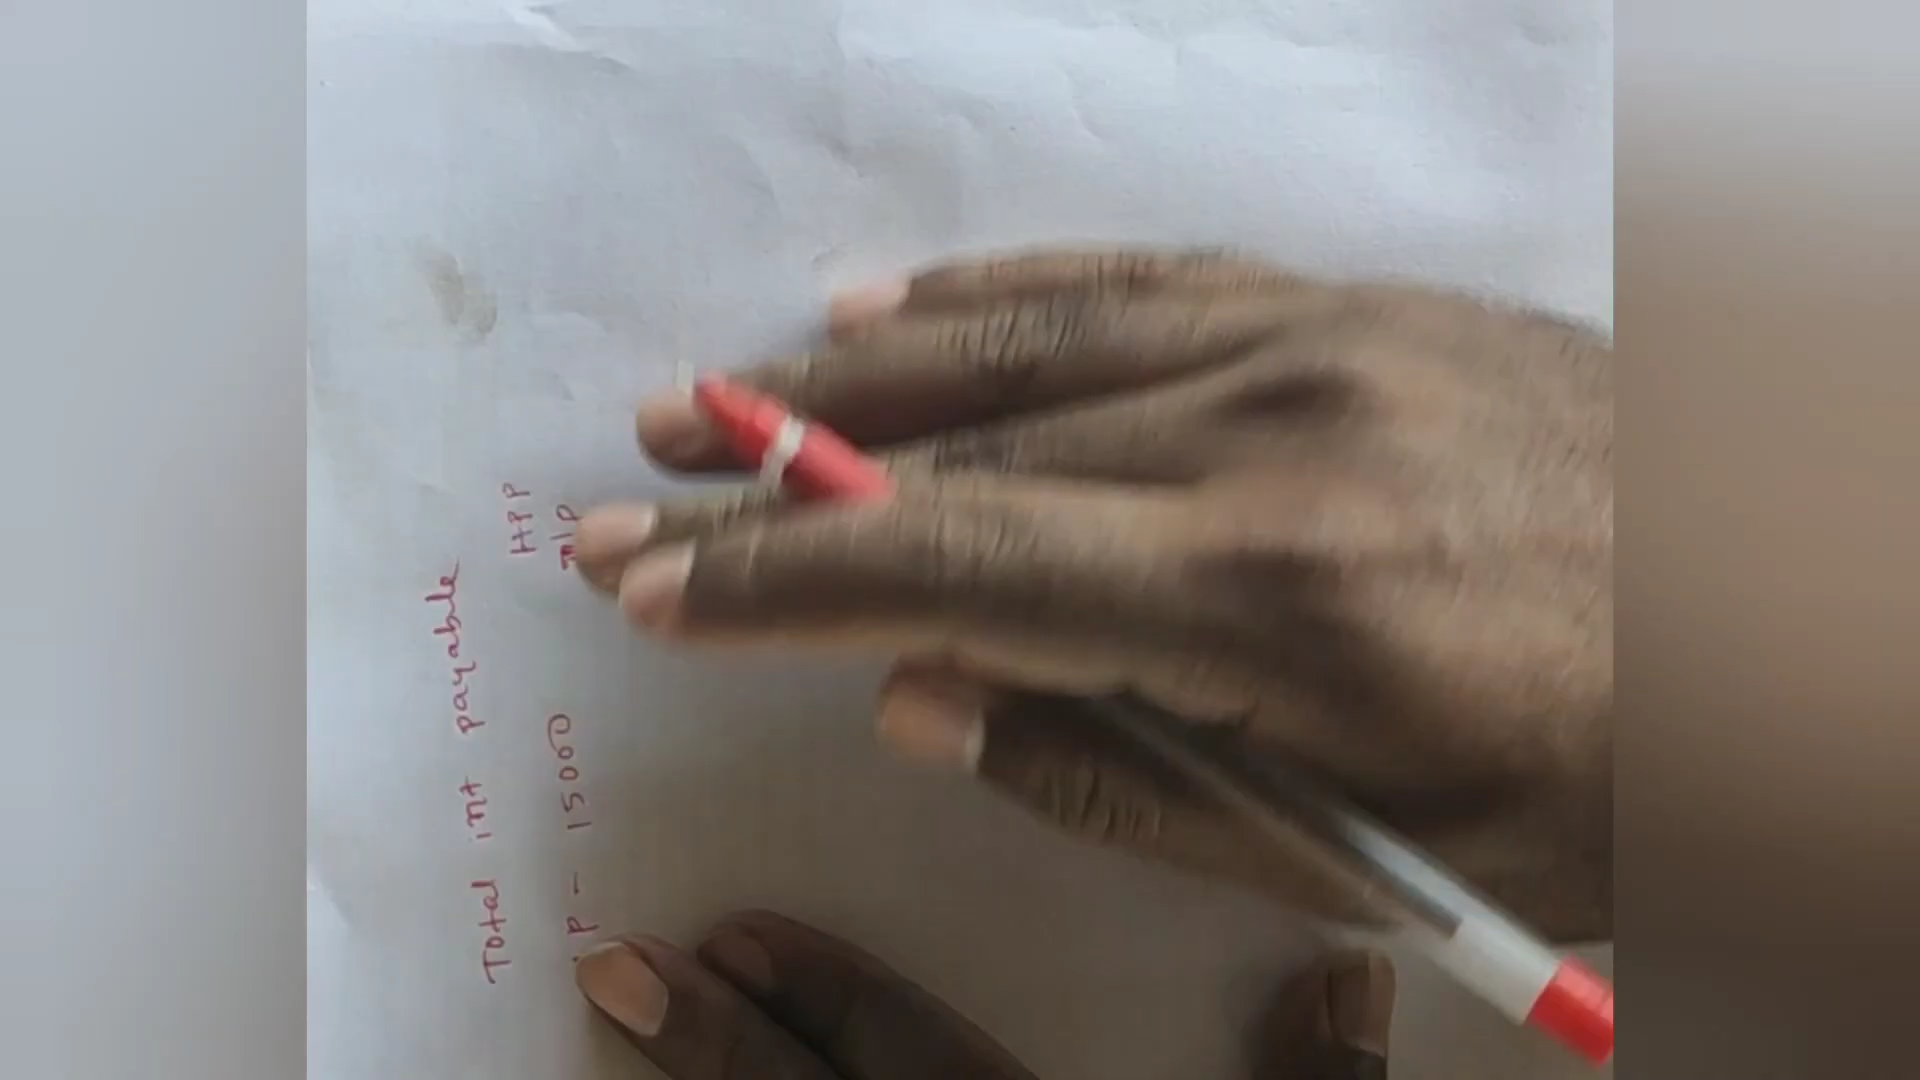 Total int payable
HPP
.P - 15000